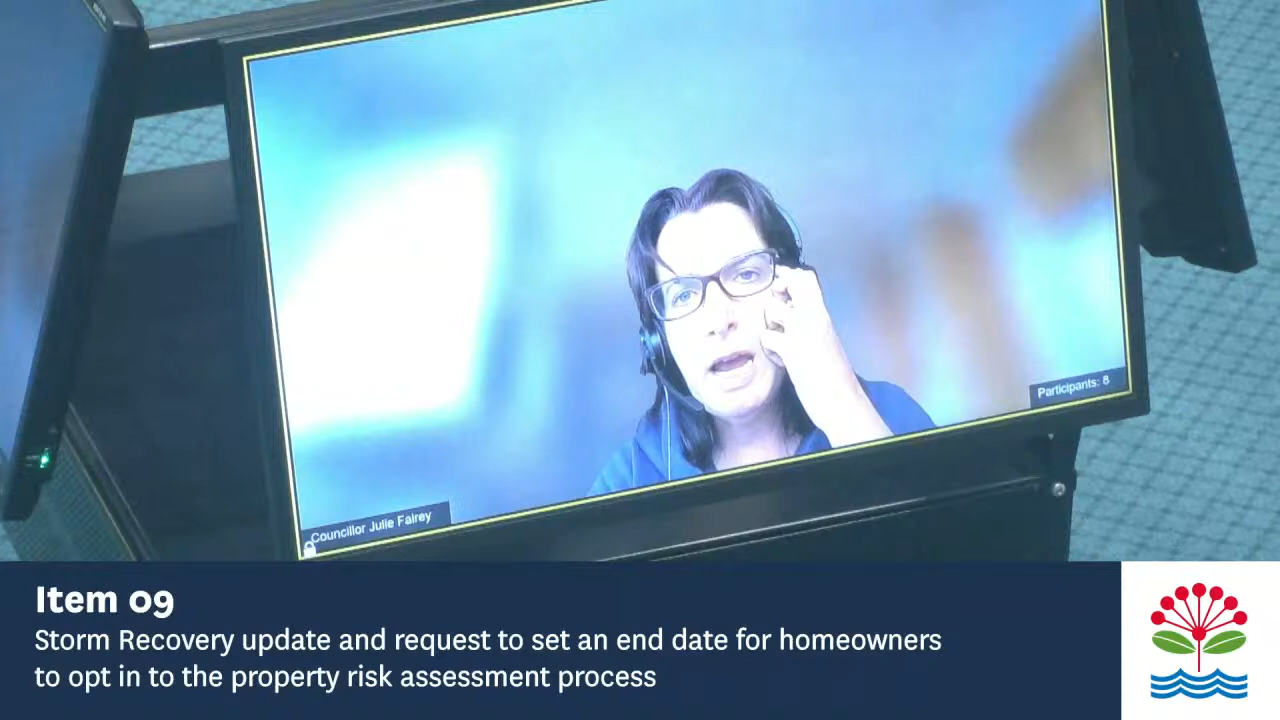 Participants: 8
Councillor Julie Fairey
Item 09
Storm Recovery update and request to set an end date for homeowners
to opt in to the property risk assessment process